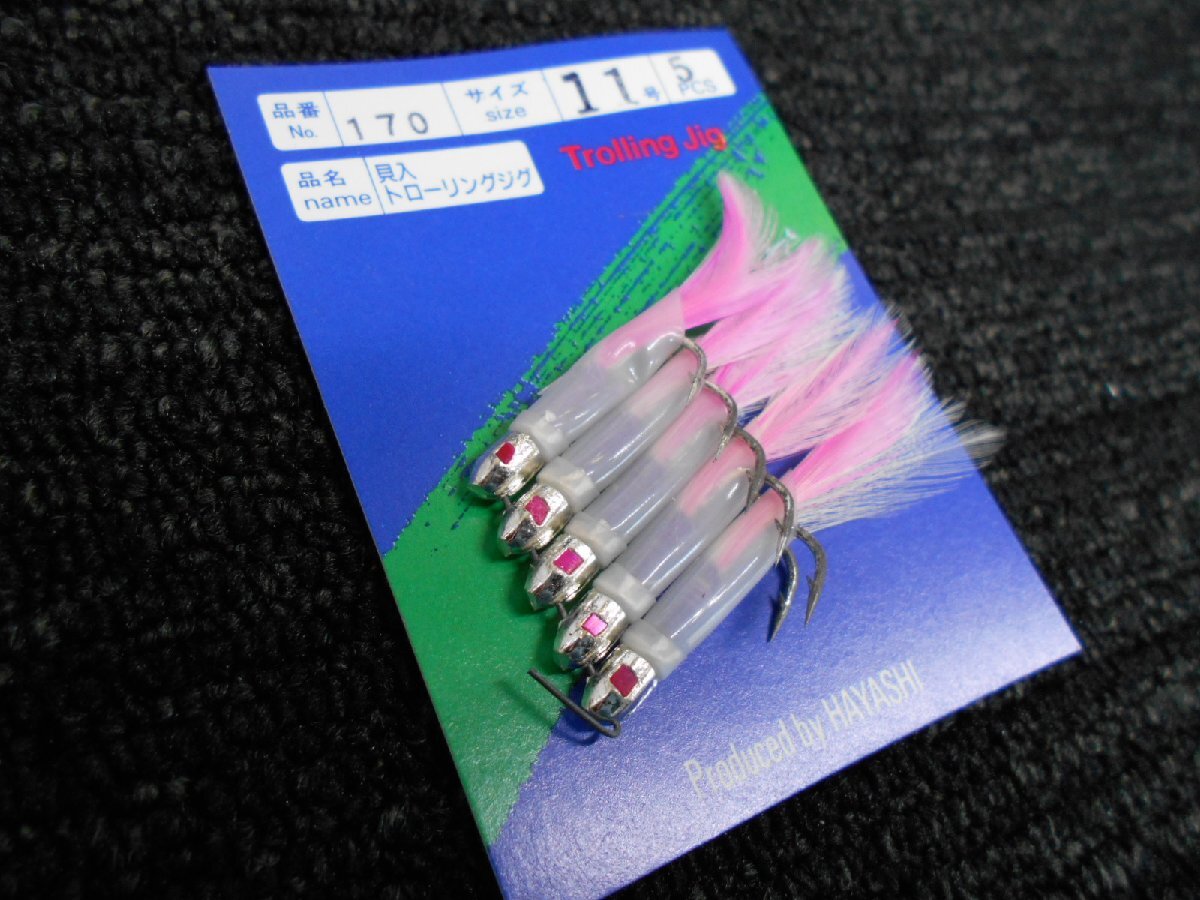 品番 No. 170 サイズ size 11号 5 PCS
Trolling Jig
品名 name 貝入 トローリングジグ
Produced by HAYASHI